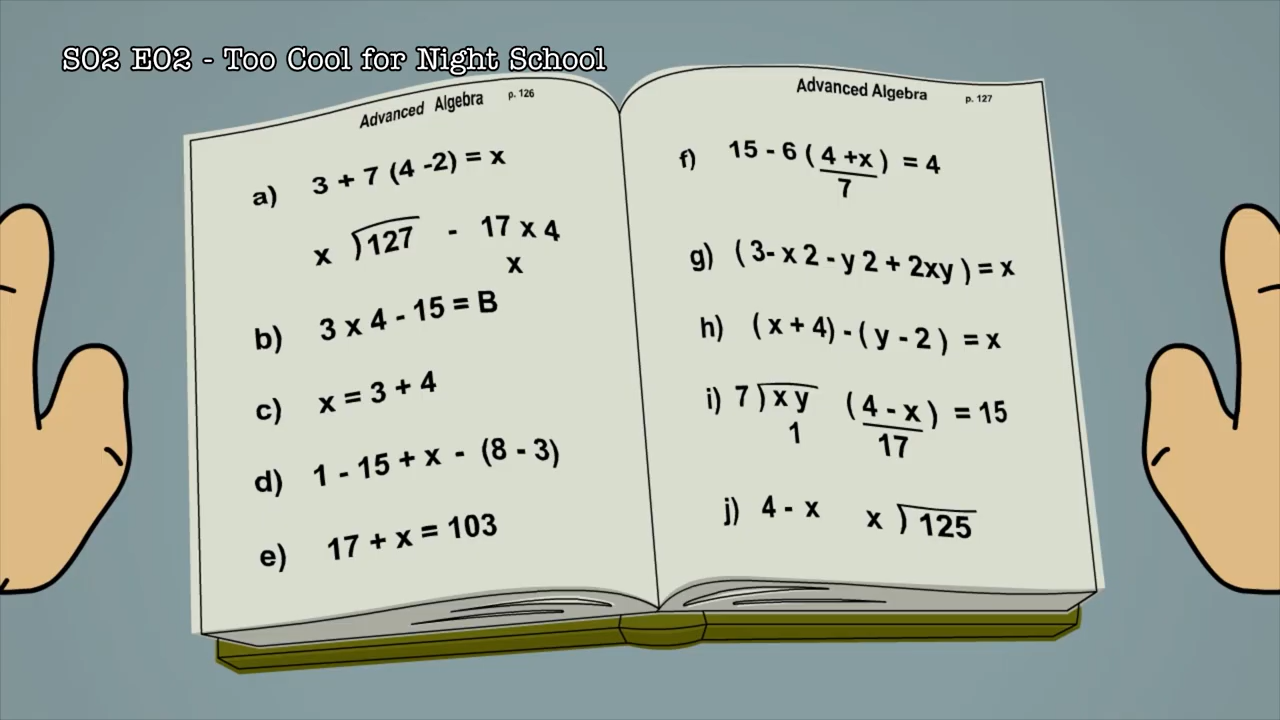 S02 E02 - Too Cool for Night School
Advanced Algebra p. 126
a) 3 + 7 (4 -2) = x
x ) 127 - 17 x 4
x
b) 3 x 4 - 15 = B
c) x = 3 + 4
d) 1 - 15 + x - (8 - 3)
e) 17 + x = 103
Advanced Algebra p. 127
f) 15 - 6 ( 4 +x ) = 4
7
g) ( 3- x 2 - y 2 + 2xy ) = x
h) ( x + 4) - ( y - 2 ) = x
i) 7 ) x y ( 4 - x ) = 15
1 17
j) 4 - x x ) 125